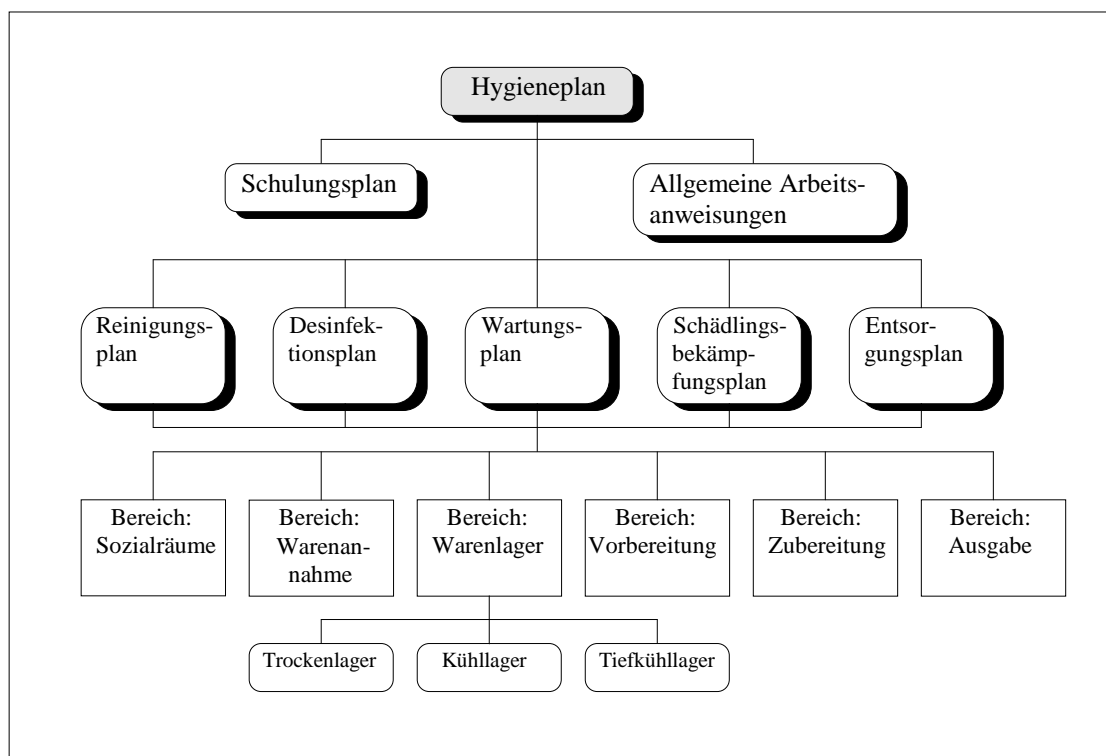 Hygieneplan
Schulungsplan
Allgemeine Arbeits-
anweisungen
Reinigungs-
plan
Desinfek-
tionsplan
Wartungs-
plan
Schädlings-
bekämp-
fungsplan
Entsor-
gungsplan
Bereich:
Sozialräume
Bereich:
Warenan-
nahme
Bereich:
Warenlager
Bereich:
Vorbereitung
Bereich:
Zubereitung
Bereich:
Ausgabe
Trockenlager
Kühllager
Tiefkühllager